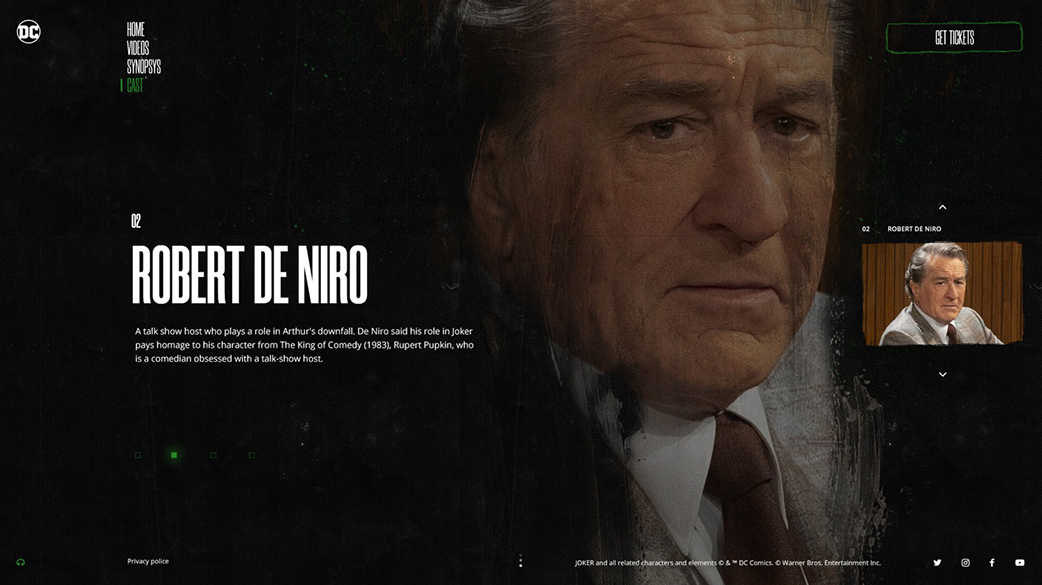 DC
HOME
VIDEOS
SYNOPSYS
CAST
GET TICKETS
02
ROBERT DE NIRO
A talk show host who plays a role in Arthur's downfall. De Niro said his role in Joker
pays homage to his character from The King of Comedy (1983), Rupert Pupkin, who
is a comedian obsessed with a talk-show host.
02 ROBERT DE NIRO
Privacy police
JOKER and all related characters and elements © & ™ DC Comics. © Warner Bros. Entertainment Inc.